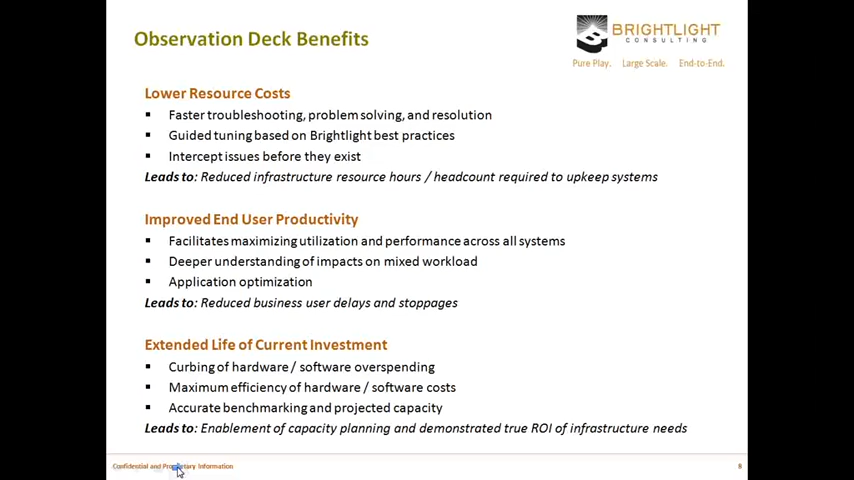 Observation Deck Benefits
BRIGHTLIGHT
CONSULTING
Pure Play. Large Scale. End-to-End.
Lower Resource Costs
▪ Faster troubleshooting, problem solving, and resolution
▪ Guided tuning based on Brightlight best practices
▪ Intercept issues before they exist
Leads to: Reduced infrastructure resource hours / headcount required to upkeep systems
Improved End User Productivity
▪ Facilitates maximizing utilization and performance across all systems
▪ Deeper understanding of impacts on mixed workload
▪ Application optimization
Leads to: Reduced business user delays and stoppages
Extended Life of Current Investment
▪ Curbing of hardware / software overspending
▪ Maximum efficiency of hardware / software costs
▪ Accurate benchmarking and projected capacity
Leads to: Enablement of capacity planning and demonstrated true ROI of infrastructure needs
Confidential and Proprietary Information
8